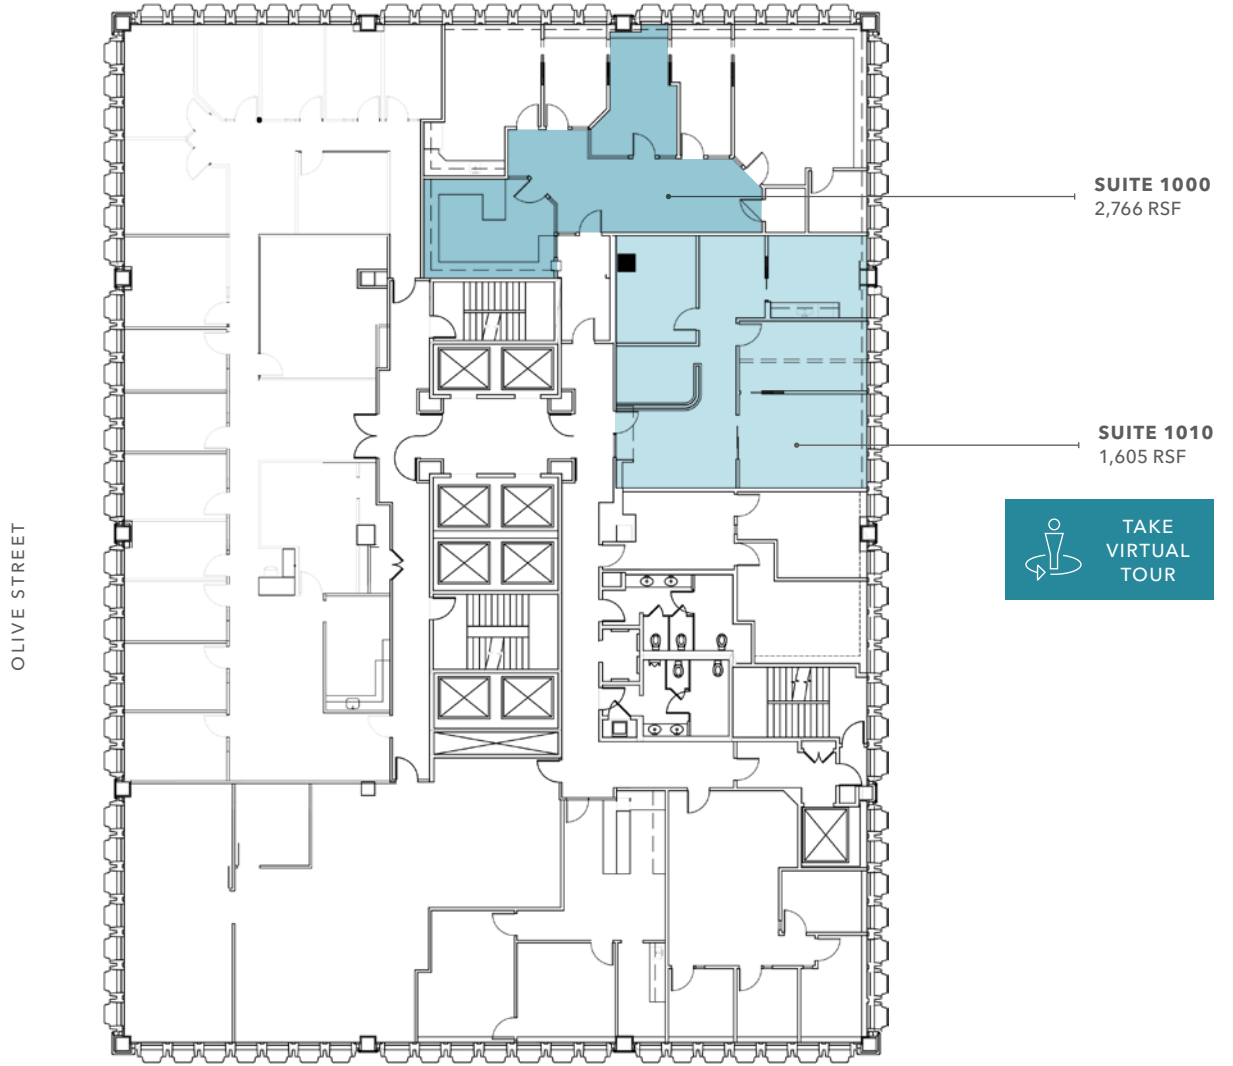 SUITE 1000
2,766 RSF
SUITE 1010
1,605 RSF
TAKE
VIRTUAL
TOUR
OLIVE STREET